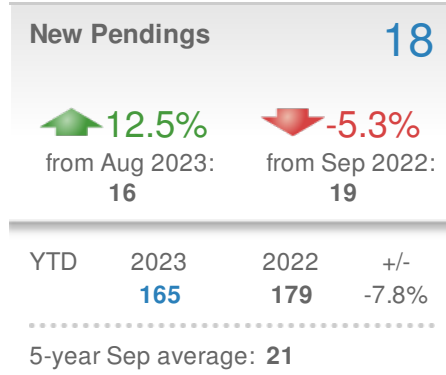 New Pendings 18
12.5% -5.3%
from Aug 2023: from Sep 2022:
16 19
YTD 2023 2022 +/-
165 179 -7.8%
5-year Sep average: 21